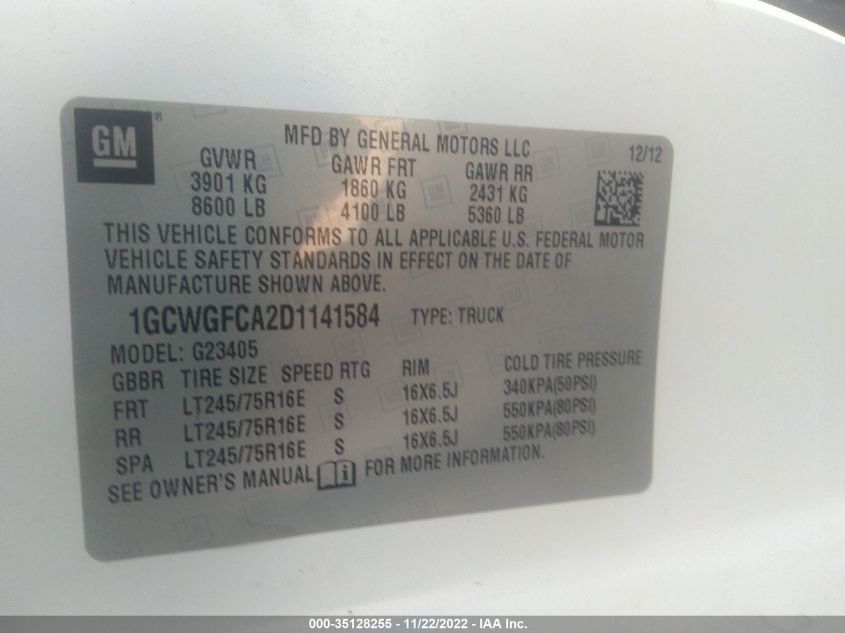 GM ®
MFD BY GENERAL MOTORS LLC 12/12
GVWR GAWR FRT GAWR RR
3901 KG 1860 KG 2431 KG
8600 LB 4100 LB 5360 LB
THIS VEHICLE CONFORMS TO ALL APPLICABLE U.S. FEDERAL MOTOR
VEHICLE SAFETY STANDARDS IN EFFECT ON THE DATE OF
MANUFACTURE SHOWN ABOVE.
1GCWGFCA2D1141584 TYPE: TRUCK
MODEL: G23405
GBBR TIRE SIZE SPEED RTG RIM COLD TIRE PRESSURE
FRT LT245/75R16E S 16X6.5J 340KPA(50PSI)
RR LT245/75R16E S 16X6.5J 550KPA(80PSI)
SPA LT245/75R16E S 16X6.5J 550KPA(80PSI)
SEE OWNER'S MANUAL i FOR MORE INFORMATION.
000-35128255 - 11/22/2022 - IAA Inc.